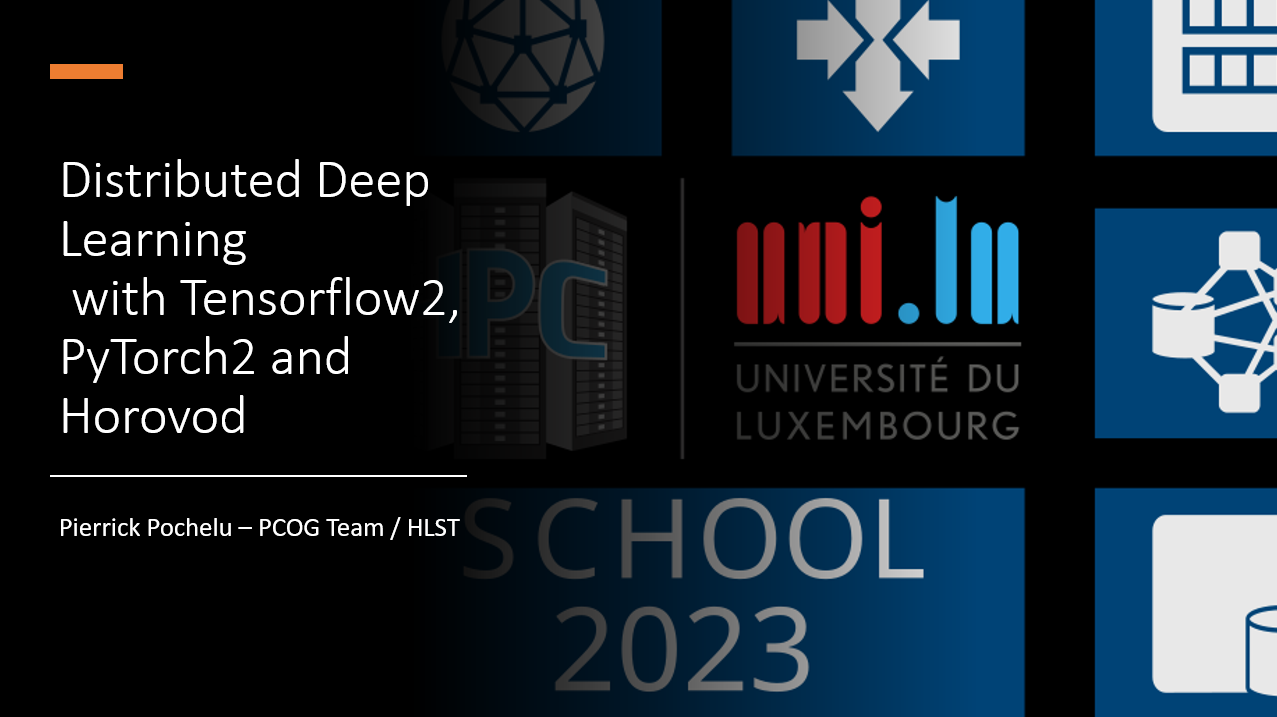 Distributed Deep
Learning
with Tensorflow2,
PyTorch2 and
Horovod
Pierrick Pochelu – PCOG Team / HLST
PC
uni.lu
UNIVERSITÉ DU
LUXEMBOURG
SCHOOL
2023